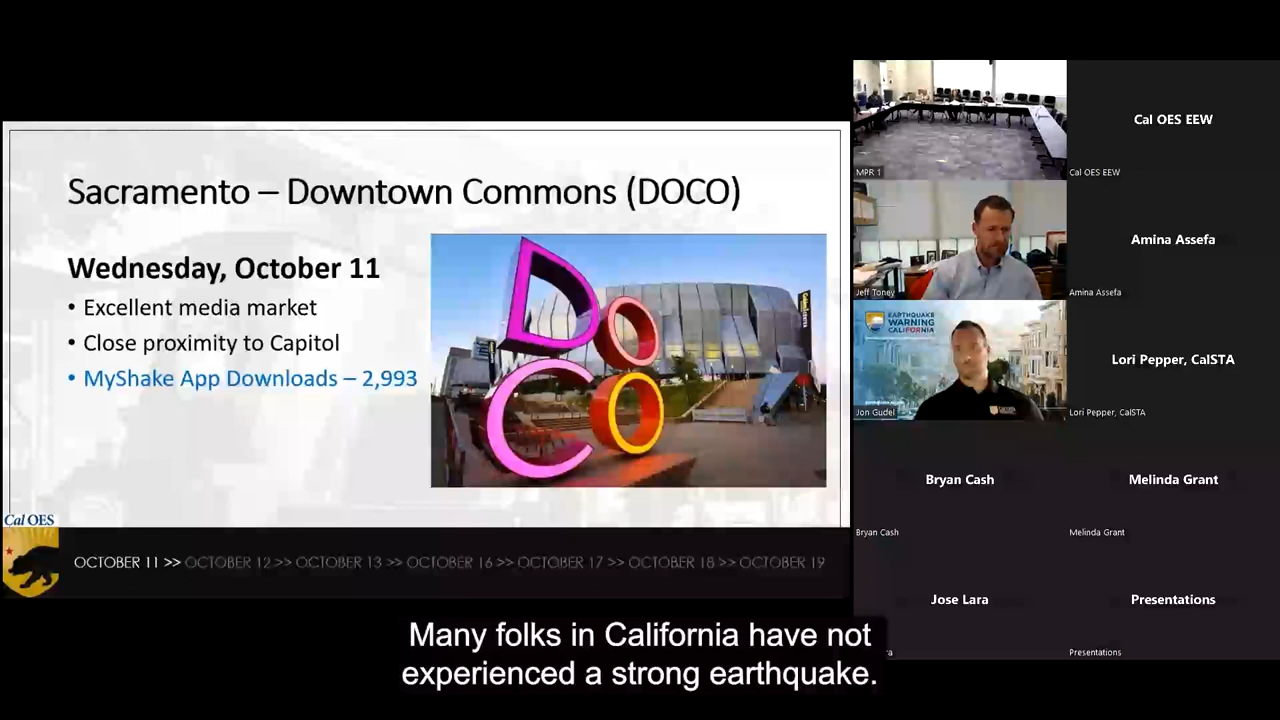 Sacramento – Downtown Commons (DOCO)
Wednesday, October 11
• Excellent media market
• Close proximity to Capitol
• MyShake App Downloads – 2,993
DO
CO
Cal OES
OCTOBER 11 >> OCTOBER 12 >> OCTOBER 13 >> OCTOBER 16 >> OCTOBER 17 >> OCTOBER 18 >> OCTOBER 19
MPR 1
Cal OES EEW
Cal OES EEW
Jeff Toney
Amina Assefa
Amina Assefa
EARTHQUAKE
WARNING
CALIFORNIA
Jon Gudel
Lori Pepper, CalSTA
Lori Pepper, CalSTA
Bryan Cash
Bryan Cash
Melinda Grant
Melinda Grant
Jose Lara
Presentations
Presentations
Many folks in California have not
experienced a strong earthquake.